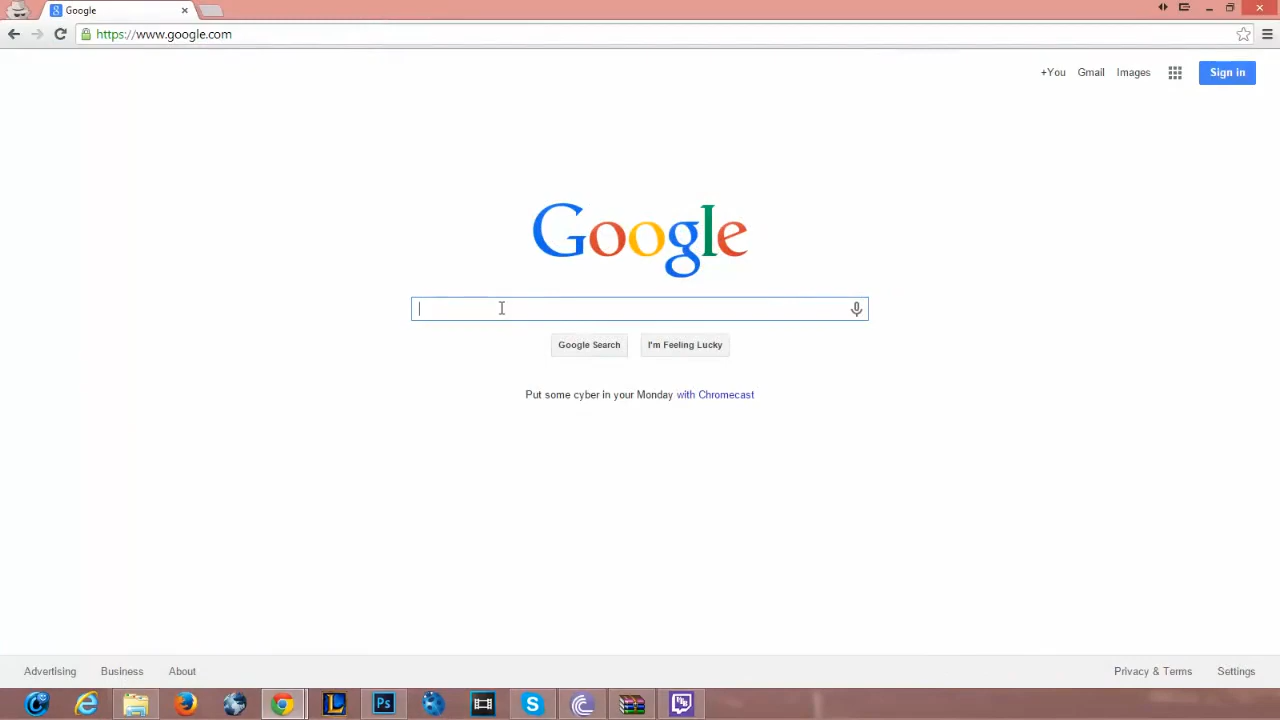 Google
https://www.google.com
+You Gmail Images Sign in
Google
Google Search I'm Feeling Lucky
Put some cyber in your Monday with Chromecast
Advertising Business About Privacy & Terms Settings